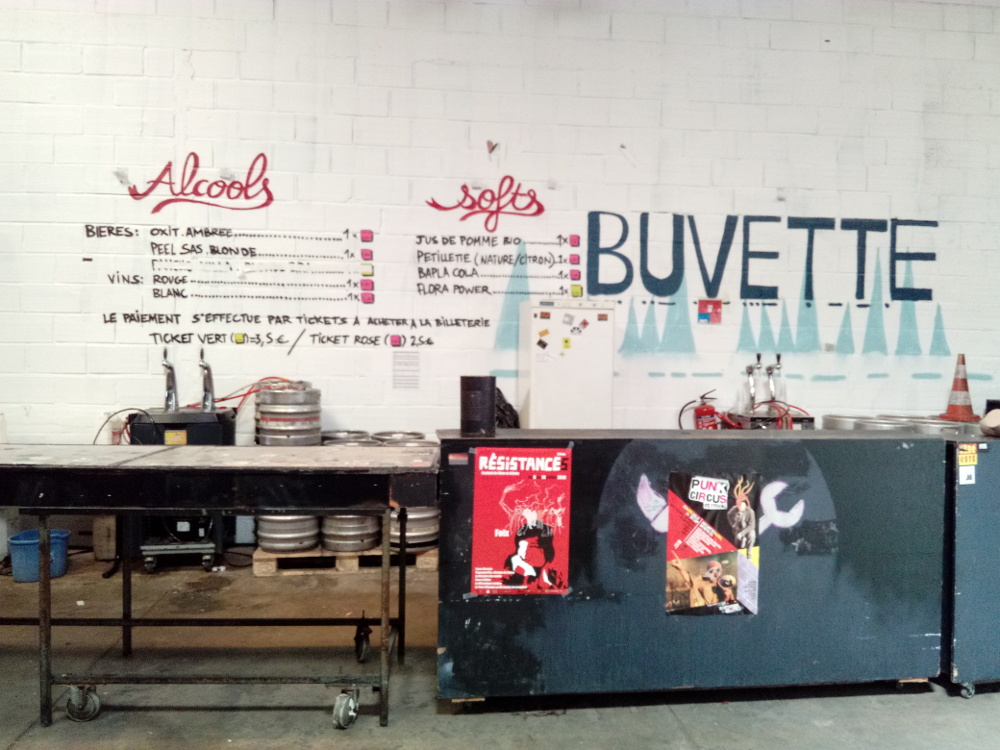 Alcools
BIERES: OXIT. AMBREE 1x
PEEL SAS. BLONDE 1x
VINS: ROUGE 1x
BLANC 1x
softs
JUS DE POMME BIO 1x
PETILLETTE (NATURE/CITRON) 1x
BAPLA COLA 1x
FLORA POWER 1x
LE PAIEMENT S'EFFECTUE PAR TICKETS A ACHETER A LA BILLETERIE
TICKET VERT ( )=3,5€ / TICKET ROSE ( ) 2,5€
BUVETTE
RÉSISTANCES
Foix
PUNK
CIRCUS